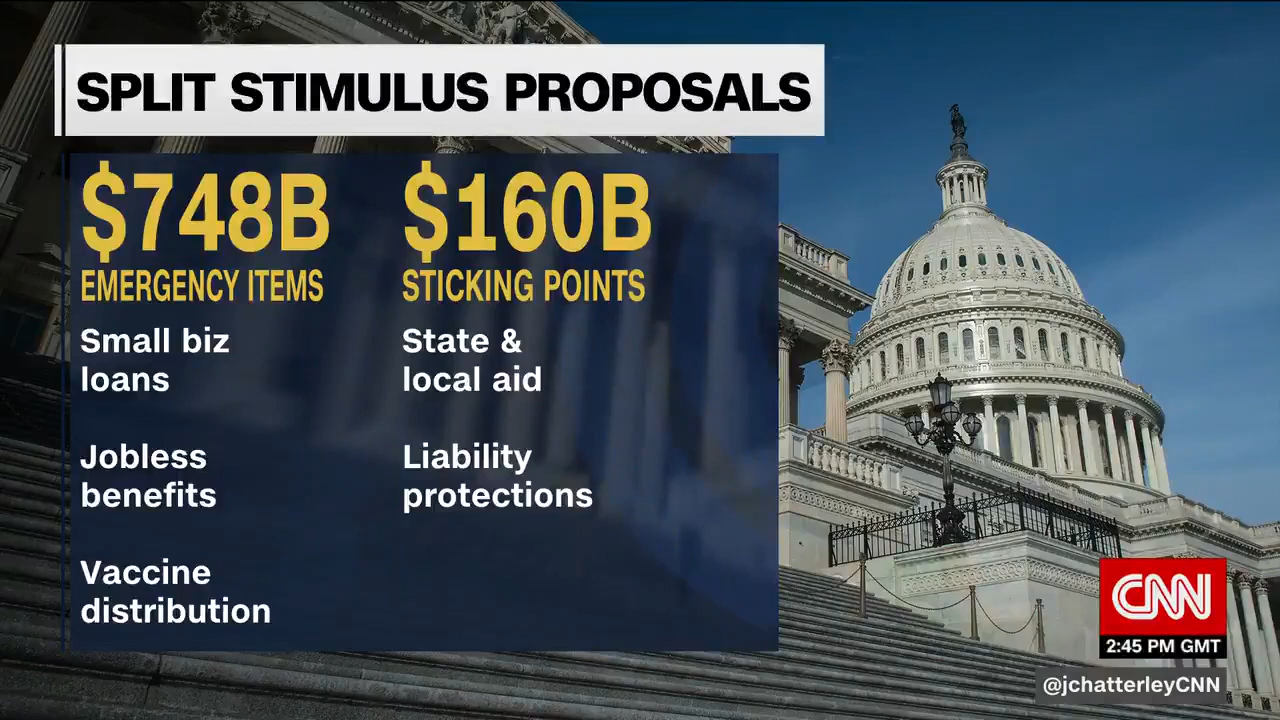 SPLIT STIMULUS PROPOSALS
$748B
EMERGENCY ITEMS
Small biz
loans
Jobless
benefits
Vaccine
distribution
$160B
STICKING POINTS
State &
local aid
Liability
protections
CNN
2:45 PM GMT
@jchatterleyCNN